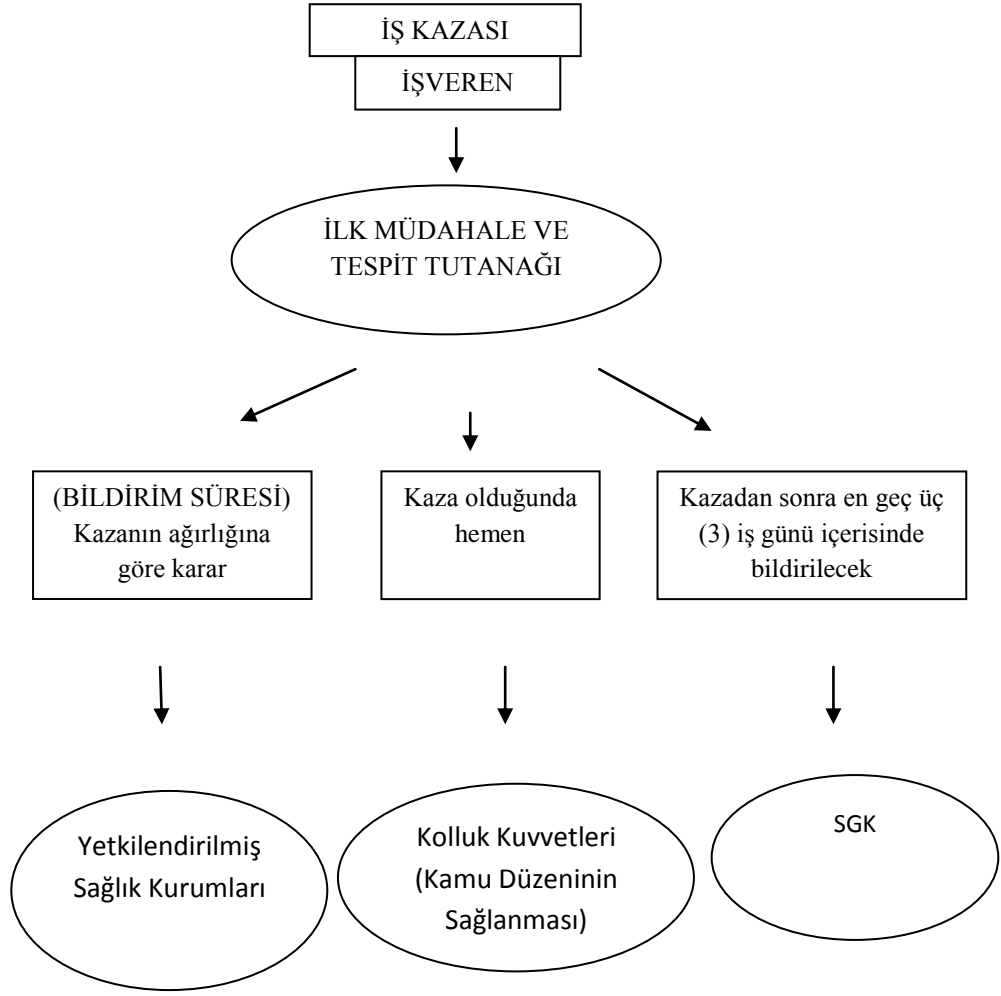 İŞ KAZASI
İŞVEREN
İLK MÜDAHALE VE
TESPİT TUTANAĞI
(BİLDİRİM SÜRESİ)
Kazanın ağırlığına
göre karar
Kaza olduğunda
hemen
Kazadan sonra en geç üç
(3) iş günü içerisinde
bildirilecek
Yetkilendirilmiş
Sağlık Kurumları
Kolluk Kuvvetleri
(Kamu Düzeninin
Sağlanması)
SGK